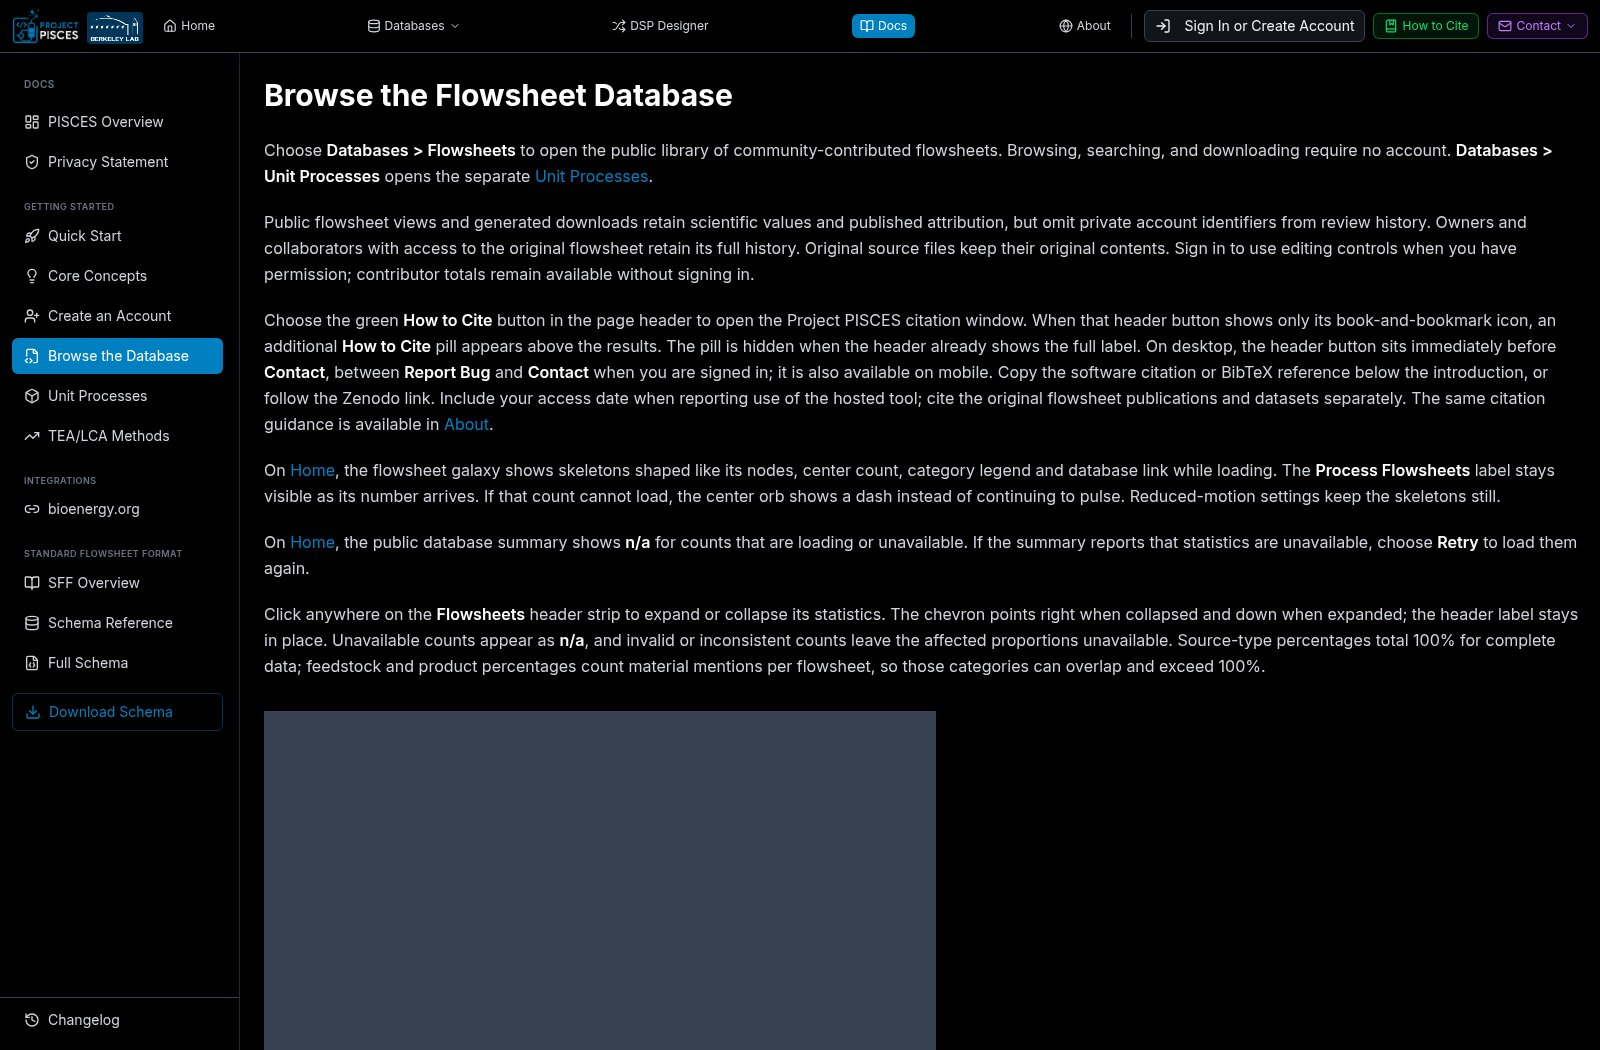 PROJECT
PISCES
BERKELEY LAB
Home
Databases
DSP Designer
Docs
About
Sign In or Create Account
How to Cite
Contact
DOCS
PISCES Overview
Privacy Statement
GETTING STARTED
Quick Start
Core Concepts
Create an Account
Browse the Database
Unit Processes
TEA/LCA Methods
INTEGRATIONS
bioenergy.org
STANDARD FLOWSHEET FORMAT
SFF Overview
Schema Reference
Full Schema
Download Schema
Changelog
Browse the Flowsheet Database
Choose Databases > Flowsheets to open the public library of community-contributed flowsheets. Browsing, searching, and downloading require no account. Databases >
Unit Processes opens the separate Unit Processes.
Public flowsheet views and generated downloads retain scientific values and published attribution, but omit private account identifiers from review history. Owners and
collaborators with access to the original flowsheet retain its full history. Original source files keep their original contents. Sign in to use editing controls when you have
permission; contributor totals remain available without signing in.
Choose the green How to Cite button in the page header to open the Project PISCES citation window. When that header button shows only its book-and-bookmark icon, an
additional How to Cite pill appears above the results. The pill is hidden when the header already shows the full label. On desktop, the header button sits immediately before
Contact, between Report Bug and Contact when you are signed in; it is also available on mobile. Copy the software citation or BibTeX reference below the introduction, or
follow the Zenodo link. Include your access date when reporting use of the hosted tool; cite the original flowsheet publications and datasets separately. The same citation
guidance is available in About.
On Home, the flowsheet galaxy shows skeletons shaped like its nodes, center count, category legend and database link while loading. The Process Flowsheets label stays
visible as its number arrives. If that count cannot load, the center orb shows a dash instead of continuing to pulse. Reduced-motion settings keep the skeletons still.
On Home, the public database summary shows n/a for counts that are loading or unavailable. If the summary reports that statistics are unavailable, choose Retry to load them
again.
Click anywhere on the Flowsheets header strip to expand or collapse its statistics. The chevron points right when collapsed and down when expanded; the header label stays
in place. Unavailable counts appear as n/a, and invalid or inconsistent counts leave the affected proportions unavailable. Source-type percentages total 100% for complete
data; feedstock and product percentages count material mentions per flowsheet, so those categories can overlap and exceed 100%.